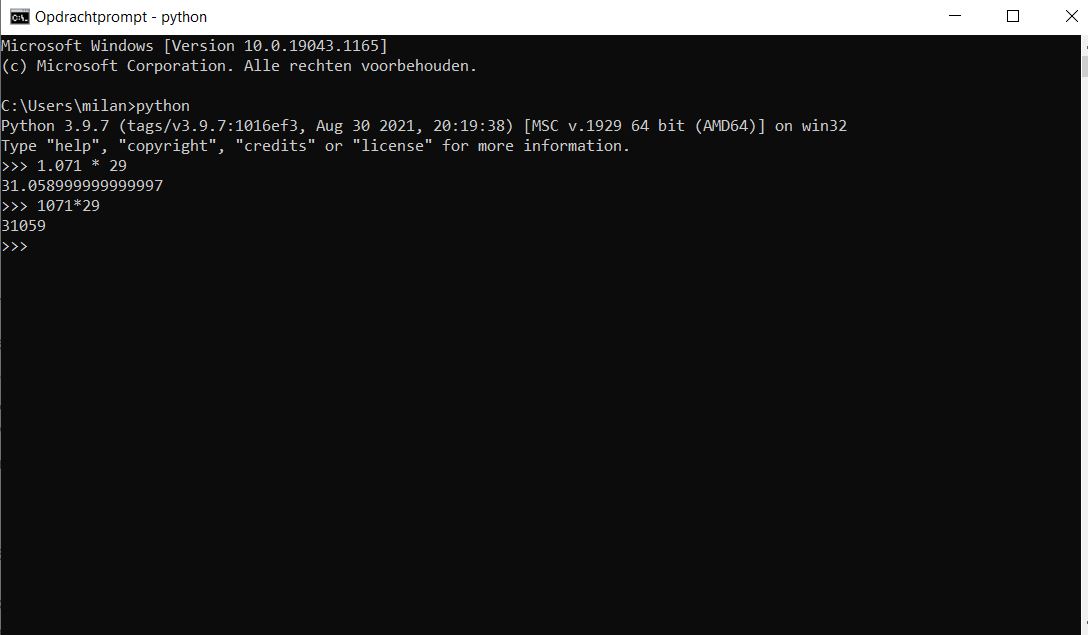 Opdrachtprompt - python
Microsoft Windows [Version 10.0.19043.1165]
(c) Microsoft Corporation. Alle rechten voorbehouden.
C:\Users\milan>python
Python 3.9.7 (tags/v3.9.7:1016ef3, Aug 30 2021, 20:19:38) [MSC v.1929 64 bit (AMD64)] on win32
Type "help", "copyright", "credits" or "license" for more information.
>>> 1.071 * 29
31.058999999999997
>>> 1071*29
31059
>>>